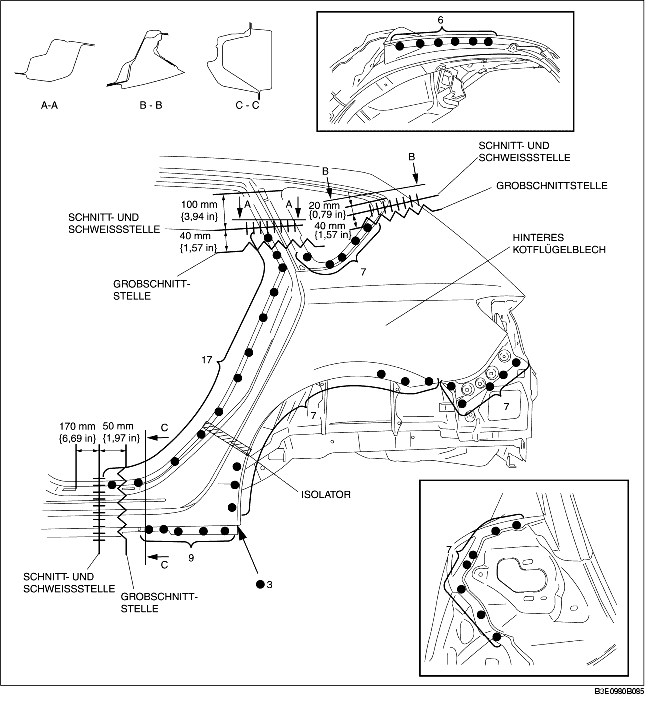 A-A
B - B
C - C
6
SCHNITT- UND
SCHWEISSSTELLE
GROBSCHNITTSTELLE
B
B
100 mm
{3,94 in}
A
A
20 mm
{0,79 in}
40 mm
{1,57 in}
SCHNITT- UND
SCHWEISSSTELLE
40 mm
{1,57 in}
7
HINTERES
KOTFLÜGELBLECH
GROBSCHNITT-
STELLE
17
7
7
170 mm
{6,69 in}
50 mm
{1,97 in}
C
ISOLATOR
9
C
3
SCHNITT- UND
SCHWEISSSTELLE
GROBSCHNITT-
STELLE
7
B3E0980B085